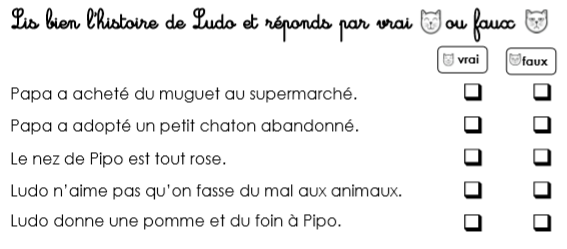 Lis bien l'histoire de Ludo et réponds par vrai ou faux
vrai faux
Papa a acheté du muguet au supermarché.
Papa a adopté un petit chaton abandonné.
Le nez de Pipo est tout rose.
Ludo n'aime pas qu'on fasse du mal aux animaux.
Ludo donne une pomme et du foin à Pipo.